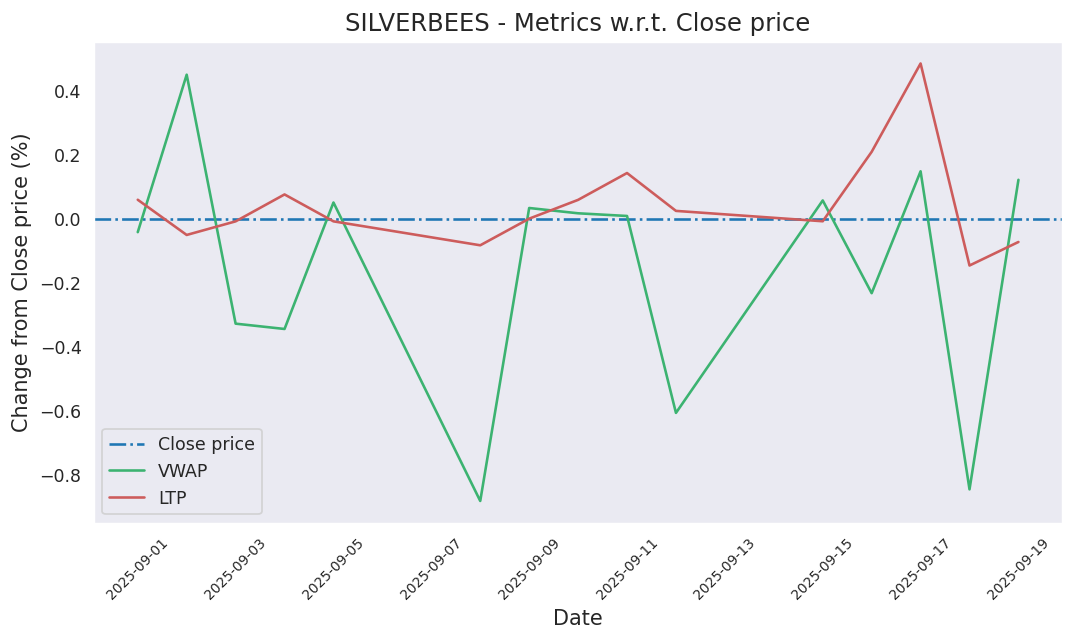 SILVERBEES - Metrics w.r.t. Close price
Change from Close price (%)
0.4
0.2
0.0
−0.2
−0.4
−0.6
−0.8
Close price
VWAP
LTP
2025-09-01
2025-09-03
2025-09-05
2025-09-07
2025-09-09
2025-09-11
2025-09-13
2025-09-15
2025-09-17
2025-09-19
Date